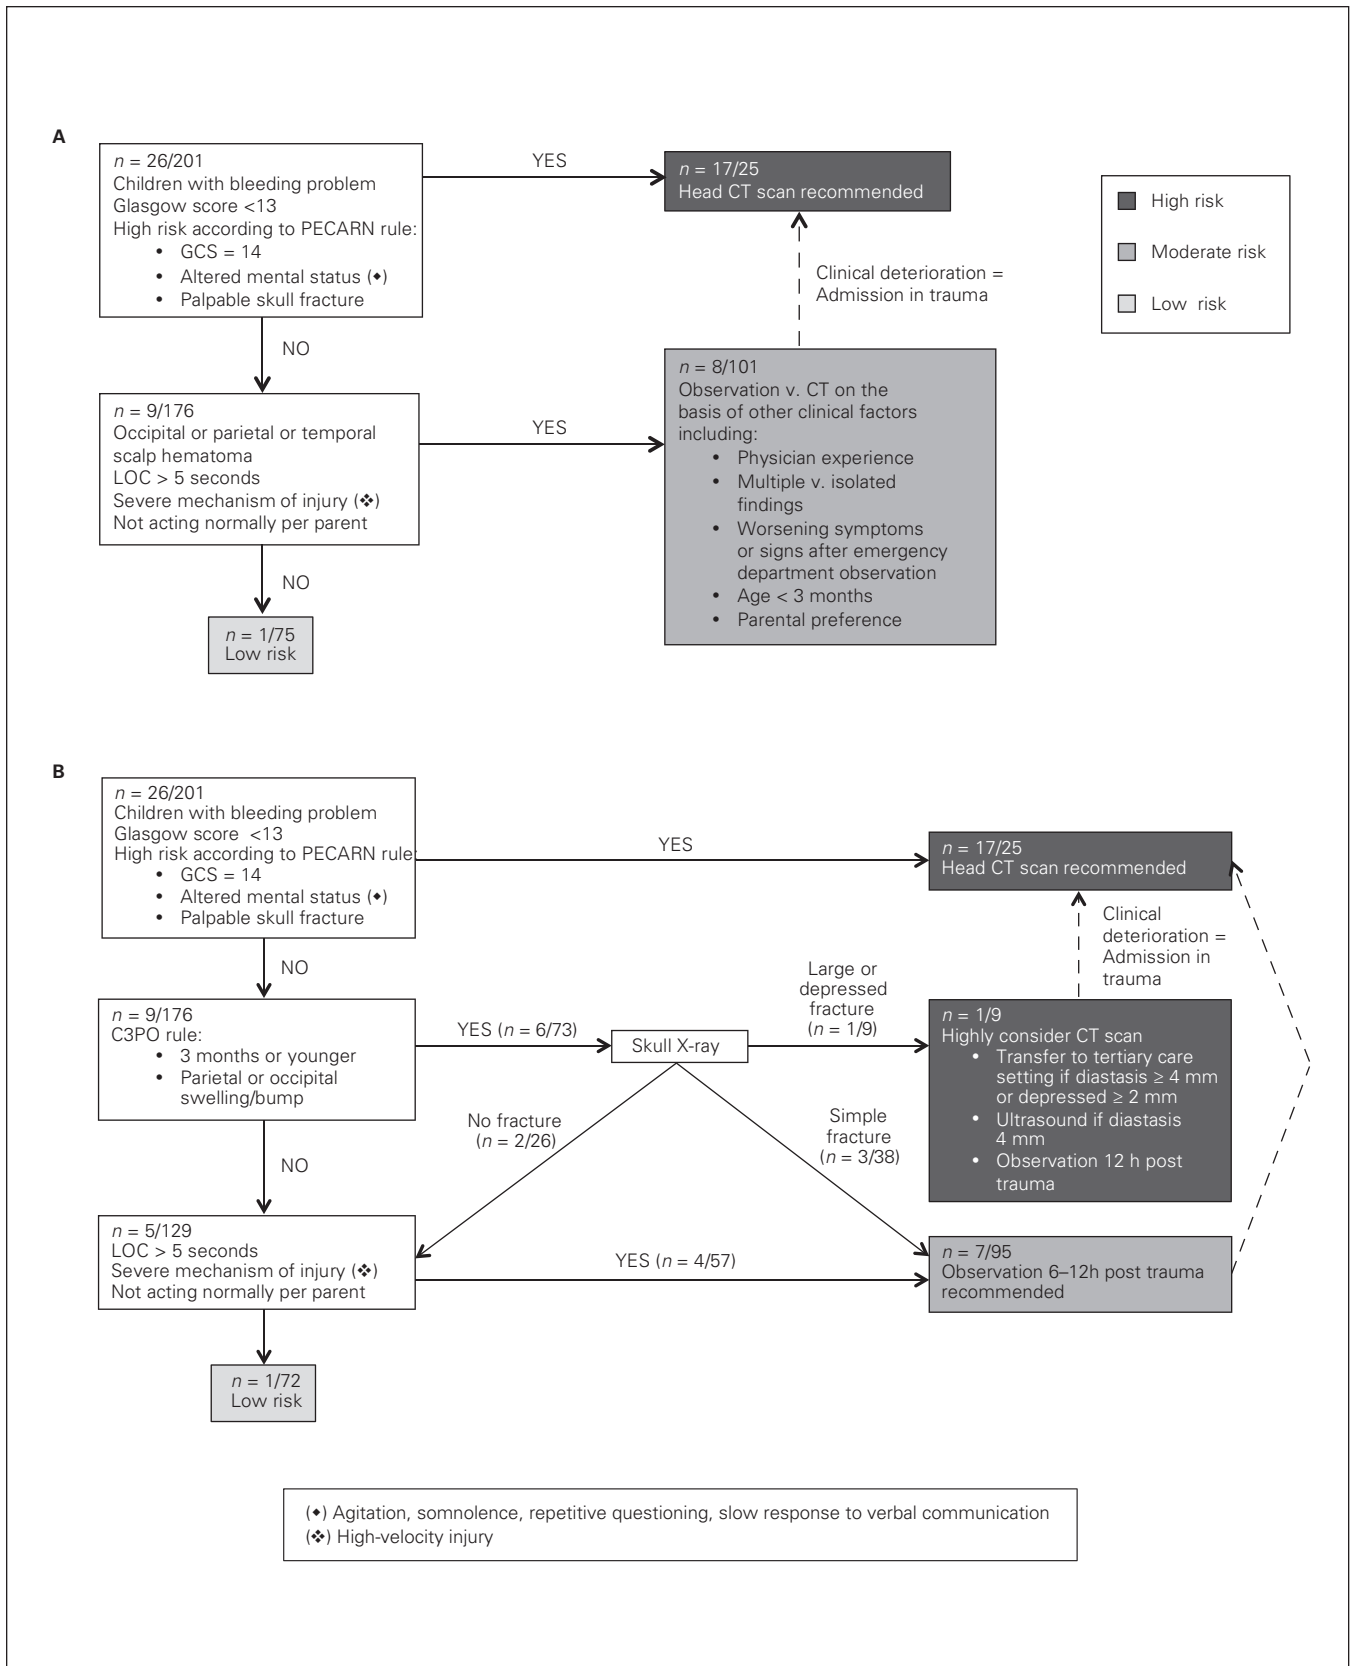 A
n = 26/201
Children with bleeding problem
Glasgow score <13
High risk according to PECARN rule:
• GCS = 14
• Altered mental status (◆)
• Palpable skull fracture
YES
n = 17/25
Head CT scan recommended
High risk
Moderate risk
Low risk
Clinical deterioration =
Admission in trauma
NO
n = 9/176
Occipital or parietal or temporal
scalp hematoma
LOC > 5 seconds
Severe mechanism of injury (❖)
Not acting normally per parent
YES
n = 8/101
Observation v. CT on the
basis of other clinical factors
including:
• Physician experience
• Multiple v. isolated
findings
• Worsening symptoms
or signs after emergency
department observation
• Age < 3 months
• Parental preference
NO
n = 1/75
Low risk
B
n = 26/201
Children with bleeding problem
Glasgow score <13
High risk according to PECARN rule:
• GCS = 14
• Altered mental status (◆)
• Palpable skull fracture
YES
n = 17/25
Head CT scan recommended
Clinical
deterioration =
Admission in
trauma
NO
n = 9/176
C3PO rule:
• 3 months or younger
• Parietal or occipital
swelling/bump
YES (n = 6/73)
Skull X-ray
Large or
depressed
fracture
(n = 1/9)
n = 1/9
Highly consider CT scan
• Transfer to tertiary care
setting if diastasis ≥ 4 mm
or depressed ≥ 2 mm
• Ultrasound if diastasis
4 mm
• Observation 12 h post
trauma
No fracture
(n = 2/26)
Simple
fracture
(n = 3/38)
NO
n = 5/129
LOC > 5 seconds
Severe mechanism of injury (❖)
Not acting normally per parent
YES (n = 4/57)
n = 7/95
Observation 6–12h post trauma
recommended
n = 1/72
Low risk
(◆) Agitation, somnolence, repetitive questioning, slow response to verbal communication
(❖) High-velocity injury